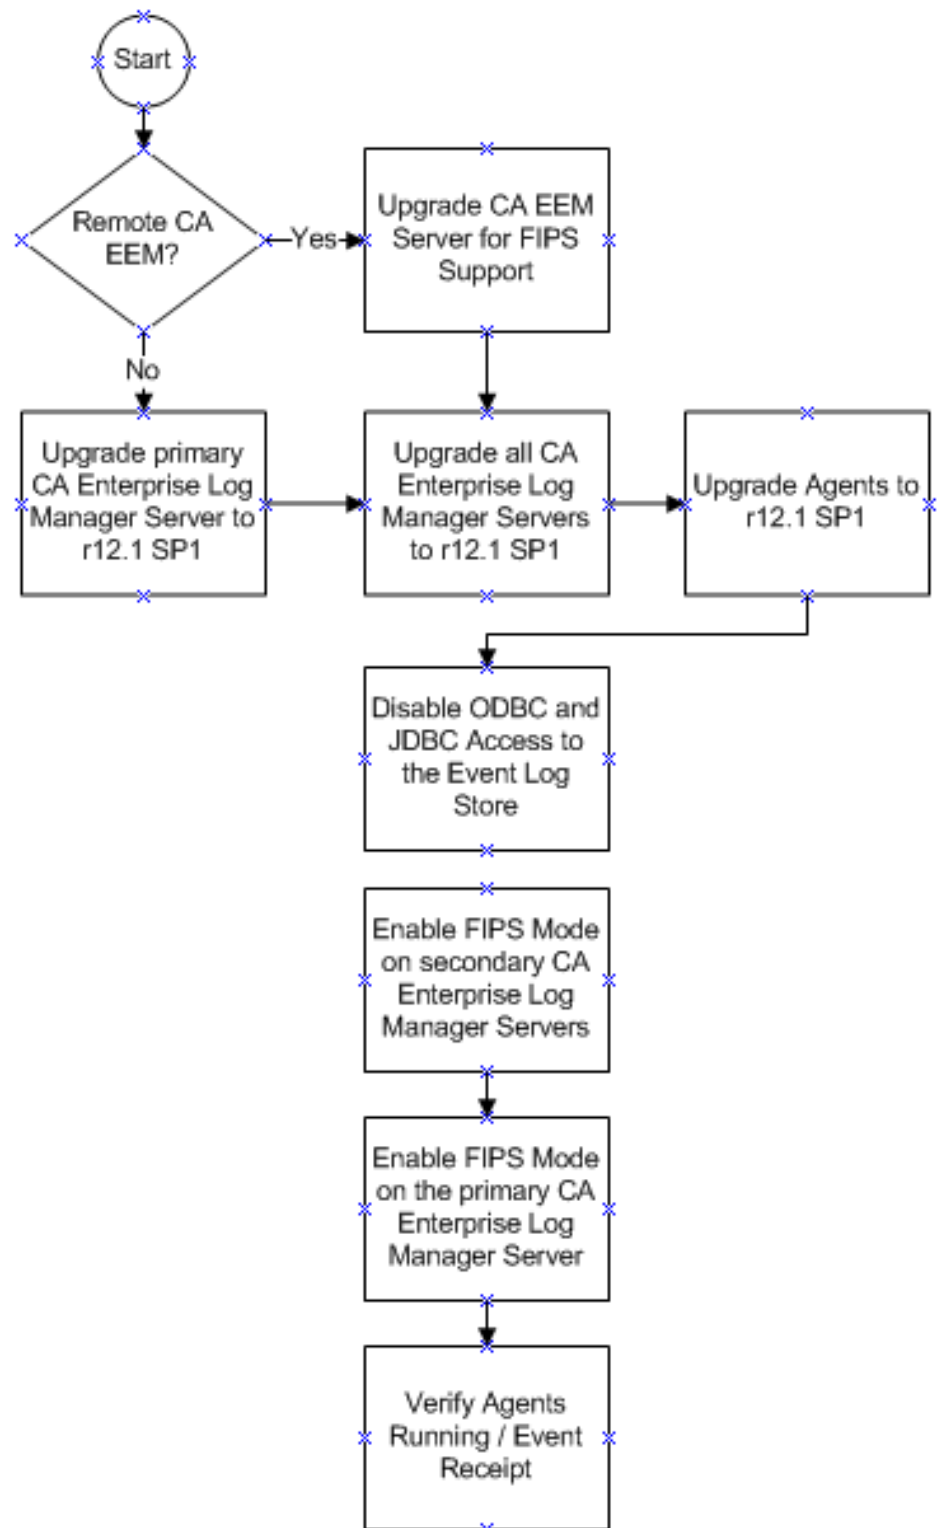 Start
Remote CA
EEM?
Yes
Upgrade CA EEM
Server for FIPS
Support
No
Upgrade primary
CA Enterprise Log
Manager Server to
r12.1 SP1
Upgrade all CA
Enterprise Log
Manager Servers
to r12.1 SP1
Upgrade Agents to
r12.1 SP1
Disable ODBC and
JDBC Access to
the Event Log
Store
Enable FIPS Mode
on secondary CA
Enterprise Log
Manager Servers
Enable FIPS Mode
on the primary CA
Enterprise Log
Manager Server
Verify Agents
Running / Event
Receipt